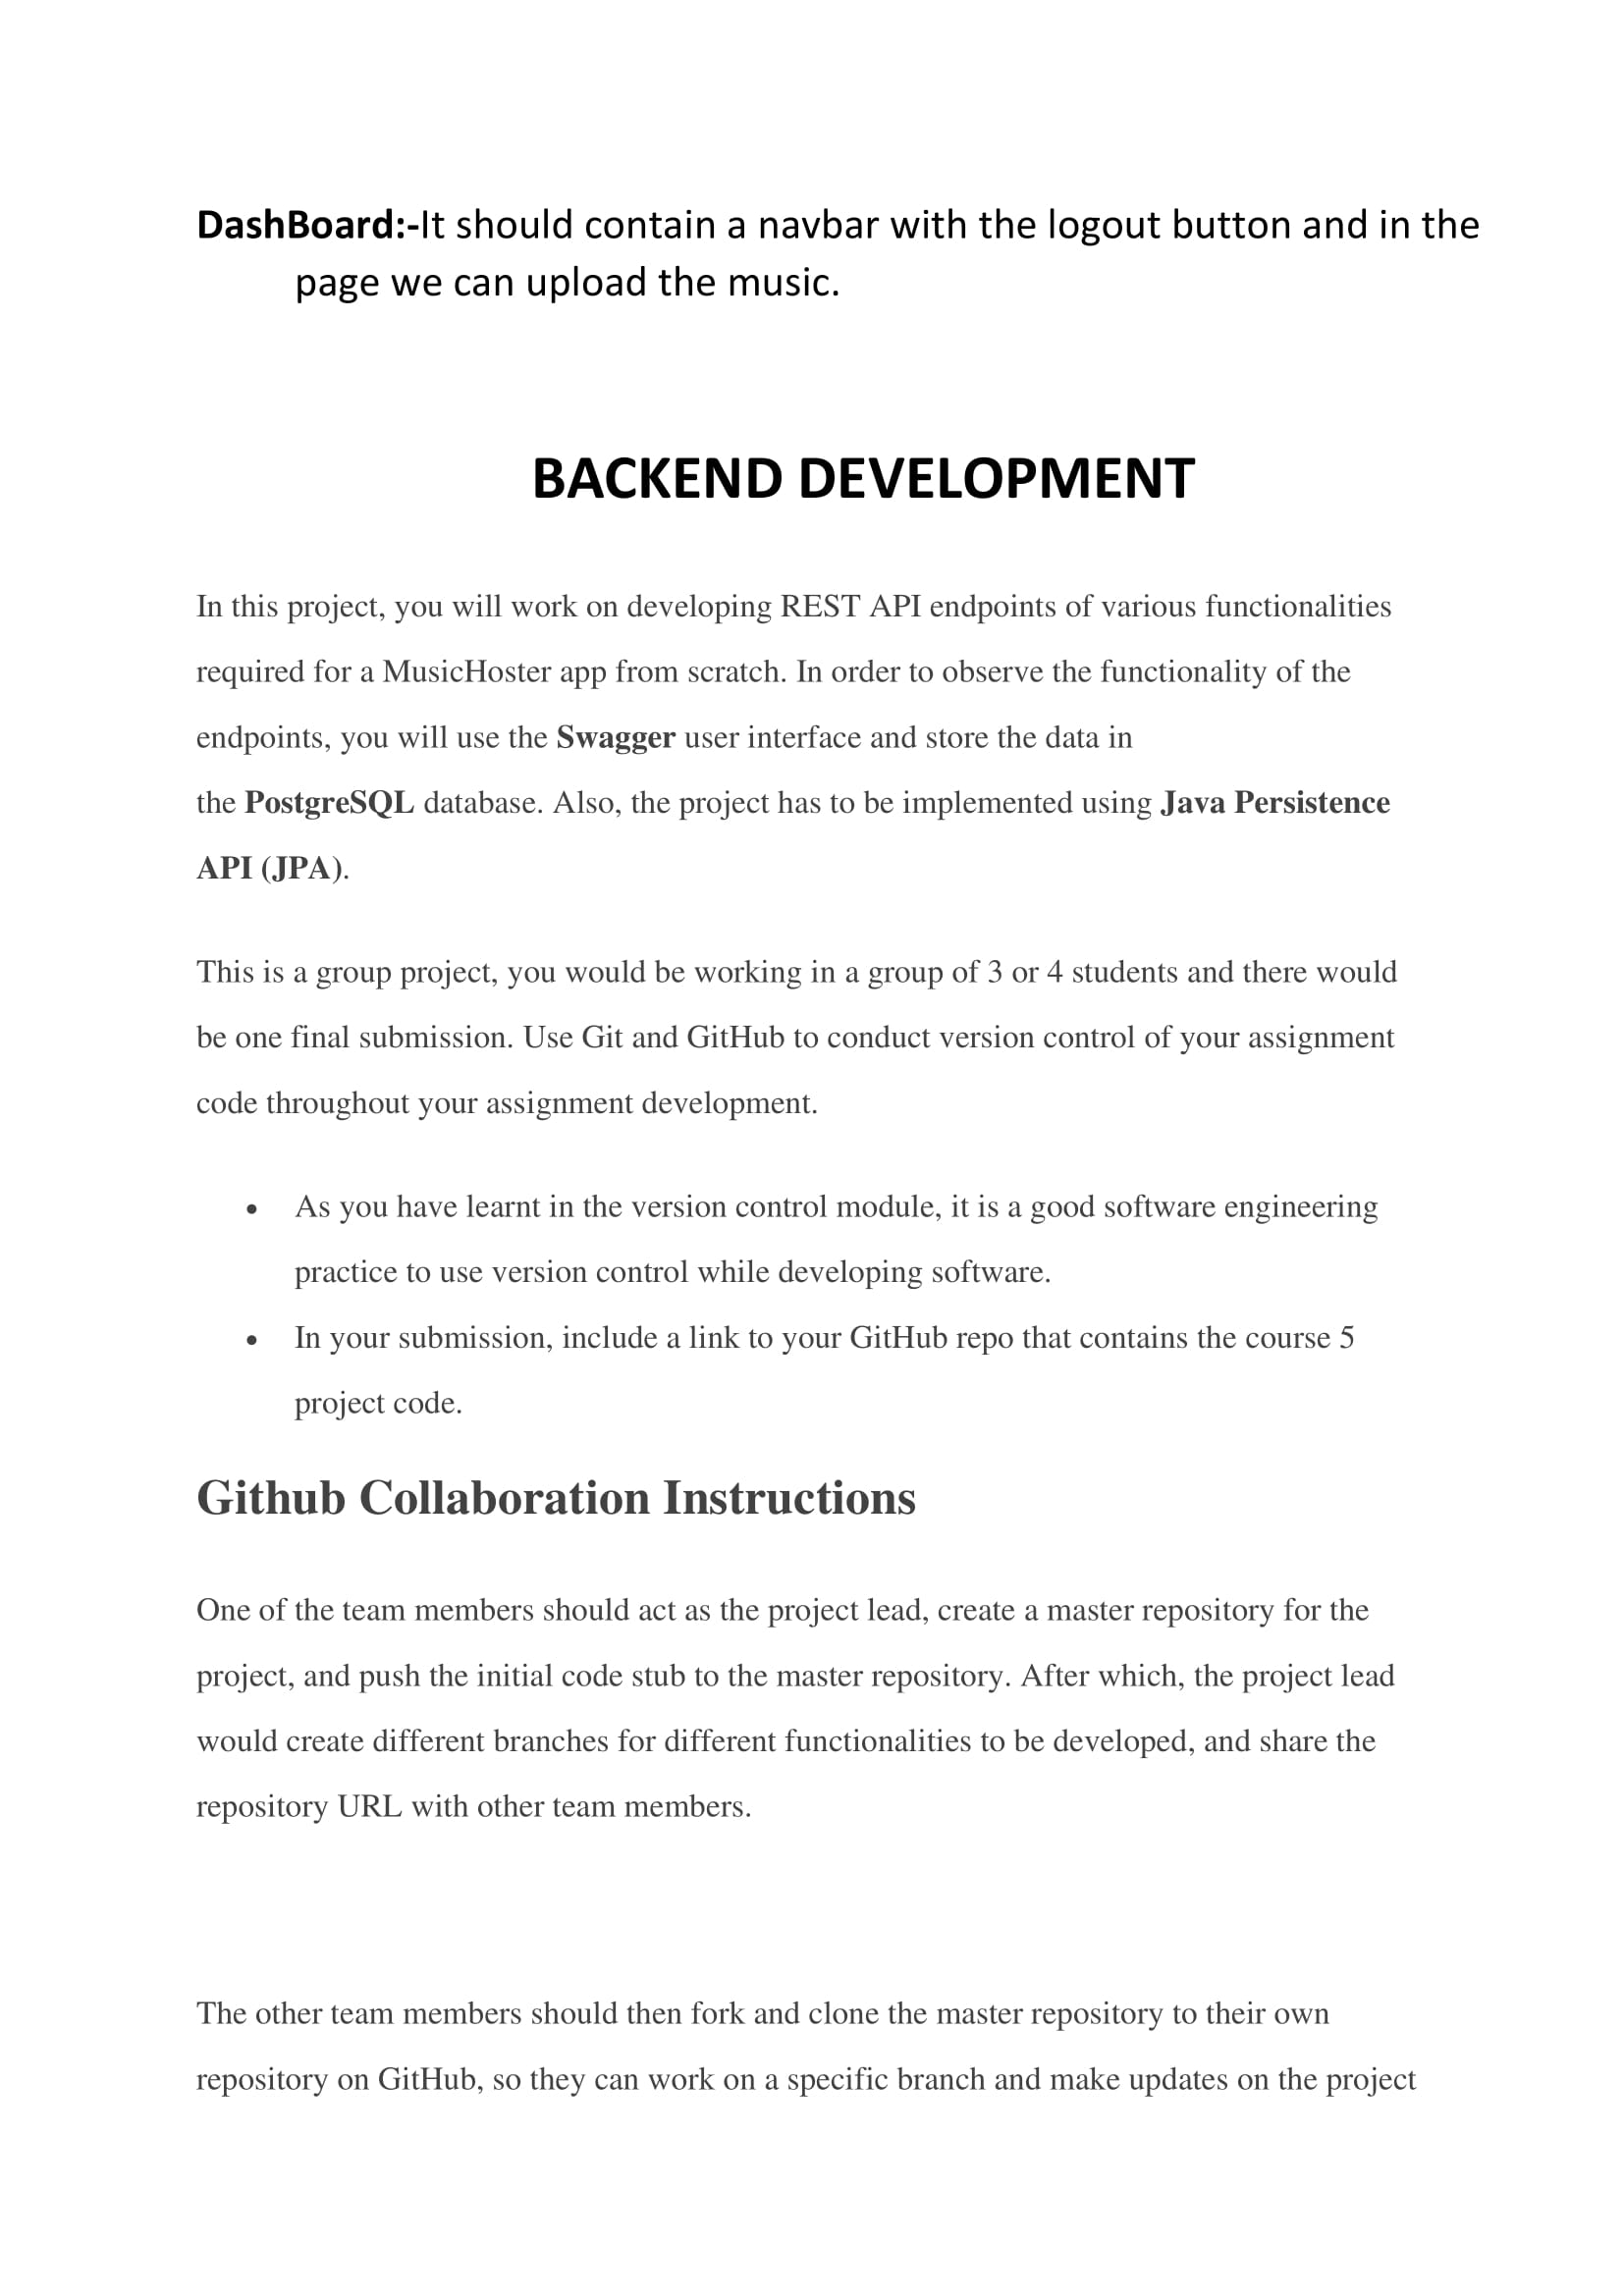 DashBoard:-It should contain a navbar with the logout button and in the
page we can upload the music.
BACKEND DEVELOPMENT
In this project, you will work on developing REST API endpoints of various functionalities
required for a MusicHoster app from scratch. In order to observe the functionality of the
endpoints, you will use the Swagger user interface and store the data in
the PostgreSQL database. Also, the project has to be implemented using Java Persistence
API (JPA).
This is a group project, you would be working in a group of 3 or 4 students and there would
be one final submission. Use Git and GitHub to conduct version control of your assignment
code throughout your assignment development.
• As you have learnt in the version control module, it is a good software engineering
practice to use version control while developing software.
• In your submission, include a link to your GitHub repo that contains the course 5
project code.
Github Collaboration Instructions
One of the team members should act as the project lead, create a master repository for the
project, and push the initial code stub to the master repository. After which, the project lead
would create different branches for different functionalities to be developed, and share the
repository URL with other team members.
The other team members should then fork and clone the master repository to their own
repository on GitHub, so they can work on a specific branch and make updates on the project